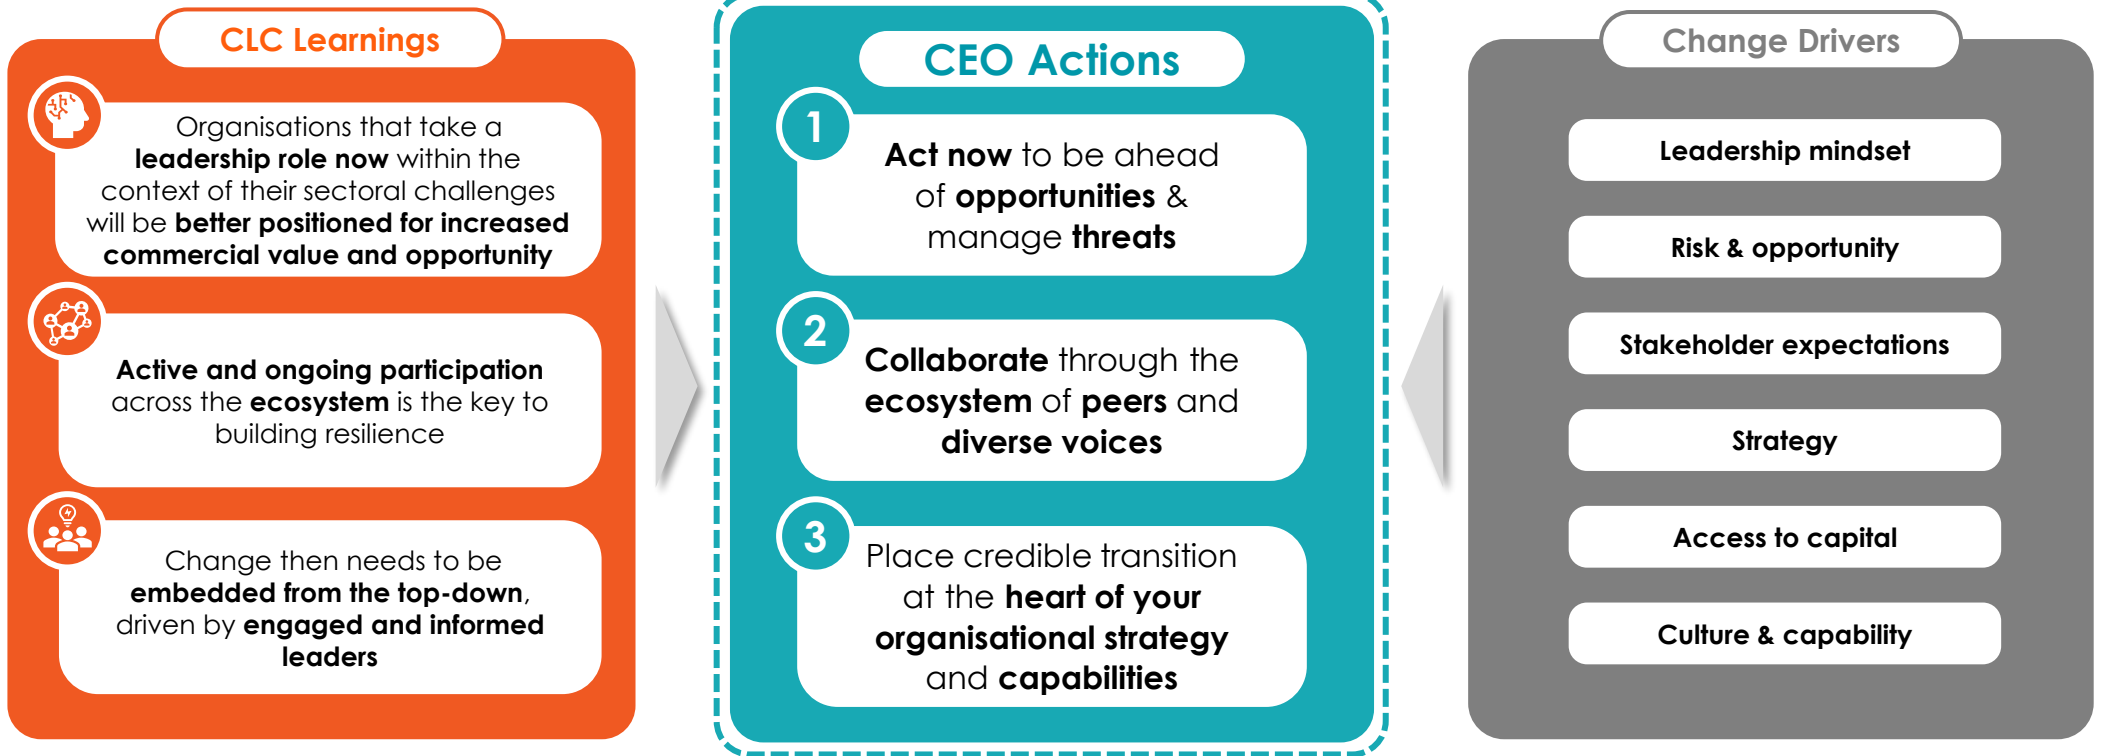 CLC Learnings
Organisations that take a
leadership role now within the
context of their sectoral challenges
will be better positioned for increased
commercial value and opportunity
Active and ongoing participation
across the ecosystem is the key to
building resilience
Change then needs to be
embedded from the top-down,
driven by engaged and informed
leaders
CEO Actions
1
Act now to be ahead
of opportunities &
manage threats
2
Collaborate through the
ecosystem of peers and
diverse voices
3
Place credible transition
at the heart of your
organisational strategy
and capabilities
Change Drivers
Leadership mindset
Risk & opportunity
Stakeholder expectations
Strategy
Access to capital
Culture & capability